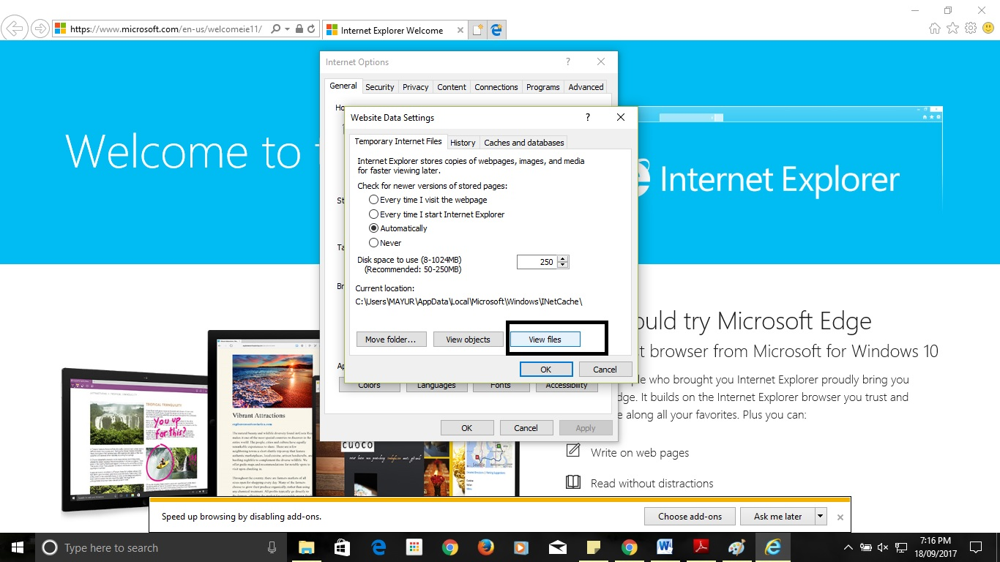 https://www.microsoft.com/en-us/welcomeie11/
Internet Explorer Welcome
Internet Options
?
General
Security
Privacy
Content
Connections
Programs
Advanced
Website Data Settings
?
Temporary Internet Files
History
Caches and databases
Internet Explorer stores copies of webpages, images, and media
for faster viewing later.
Check for newer versions of stored pages:
Every time I visit the webpage
Every time I start Internet Explorer
Automatically
Never
Disk space to use (8-1024MB)
(Recommended: 50-250MB)
250
Current location:
C:\Users\MAYUR\AppData\Local\Microsoft\Windows\INetCache\
Move folder...
View objects
View files
OK
Cancel
Colors
Languages
Fonts
Accessibility
OK
Cancel
Apply
Welcome to
Internet Explorer
try Microsoft Edge
browser from Microsoft for Windows 10
who brought you Internet Explorer proudly bring you
It builds on the Internet Explorer browser you trust and
along all your favorites. Plus you can:
Write on web pages
Read without distractions
TROPICAL TRANQUILITY
you up
for this?
Vibrant Attractions
cuoco
Speed up browsing by disabling add-ons.
Choose add-ons
Ask me later
Type here to search
7:16 PM
18/09/2017